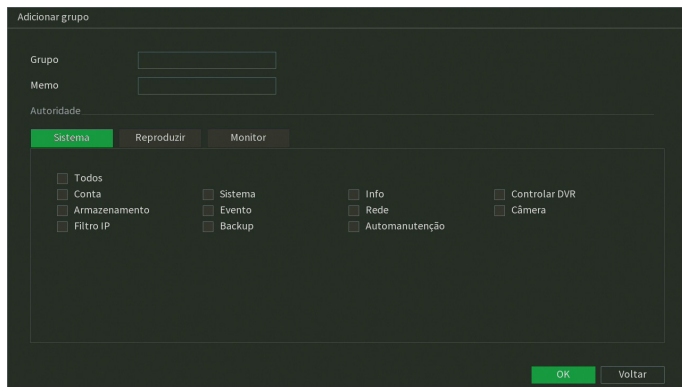 Adicionar grupo
Grupo
Memo
Autoridade
Sistema Reproduzir Monitor
Todos
Conta Sistema Info Controlar DVR
Armazenamento Evento Rede Câmera
Filtro IP Backup Automanutenção
OK Voltar